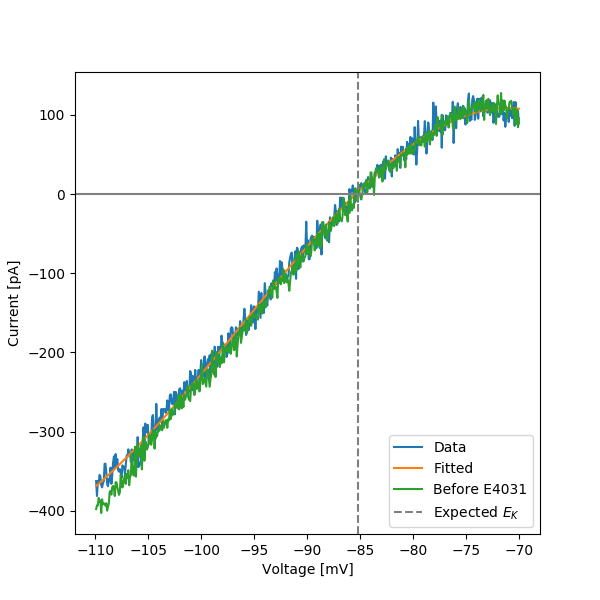 100
0
−100
−200
−300
−400
Current [pA]
−110 −105 −100 −95 −90 −85 −80 −75 −70
Voltage [mV]
Data
Fitted
Before E4031
Expected E_K